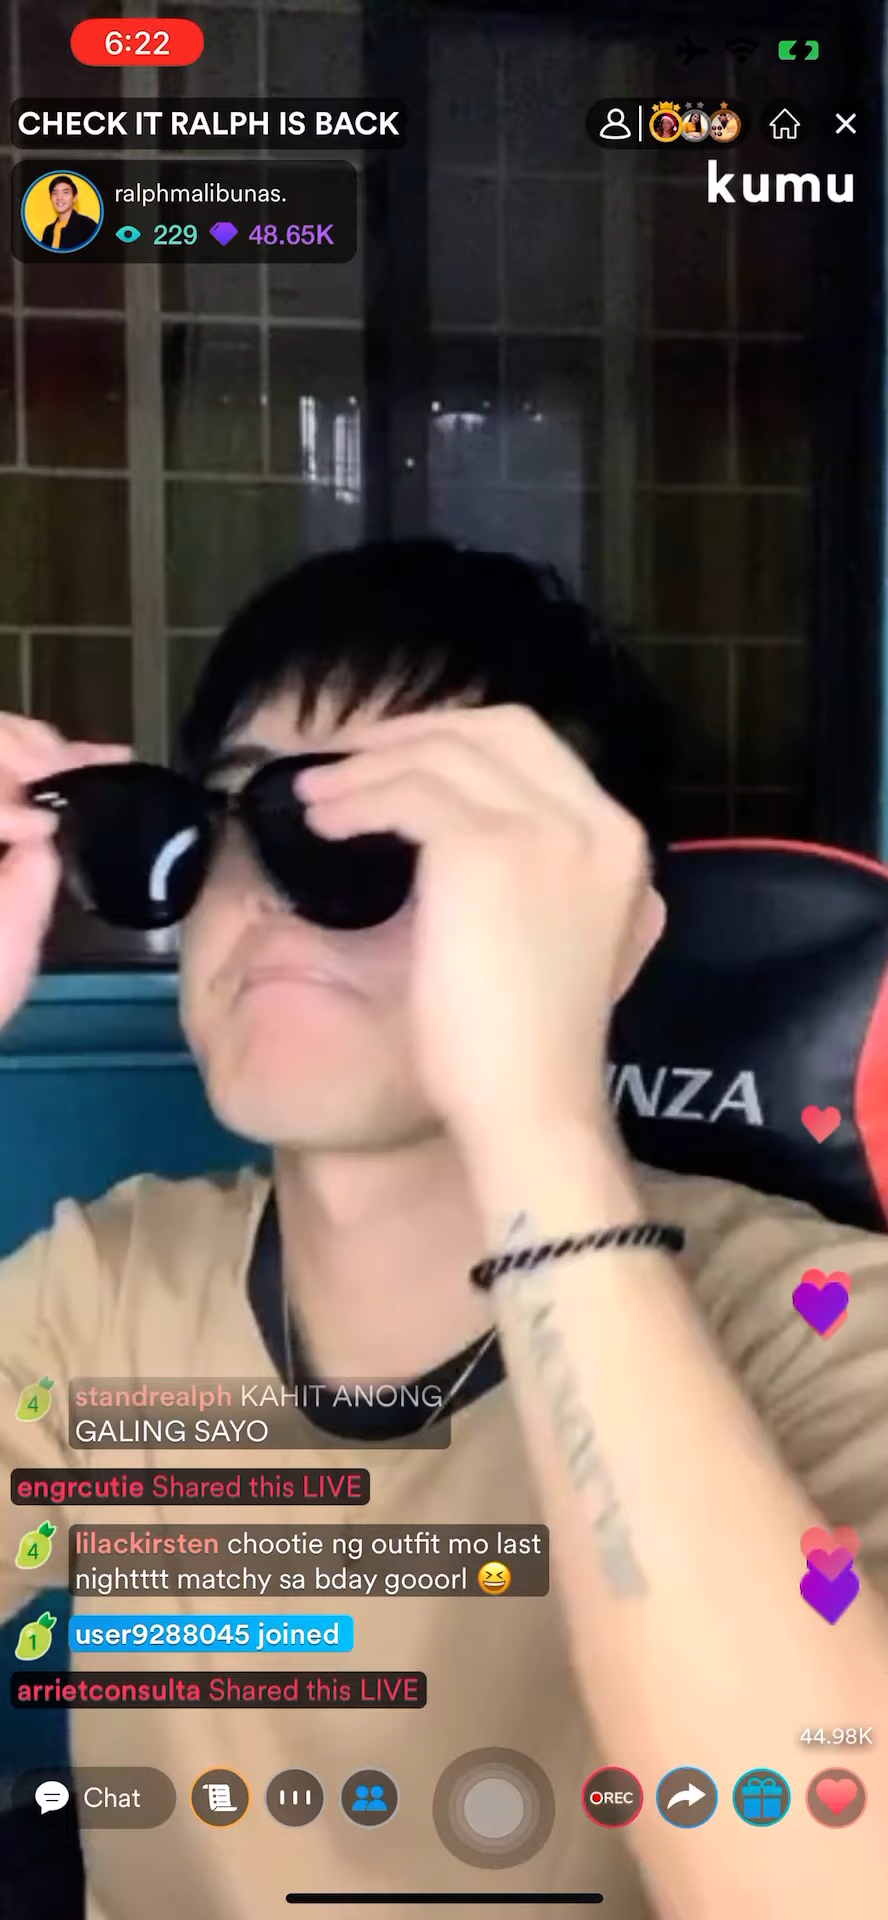 6:22
CHECK IT RALPH IS BACK
kumu
ralphmalibunas.
229 48.65K
NZA
4 standrealph KAHIT ANONG
GALING SAYO
engrcutie Shared this LIVE
4 lilackirsten chootie ng outfit mo last
nightttt matchy sa bday gooorl 😆
1 user9288045 joined
arrietconsulta Shared this LIVE
44.98K
Chat
REC